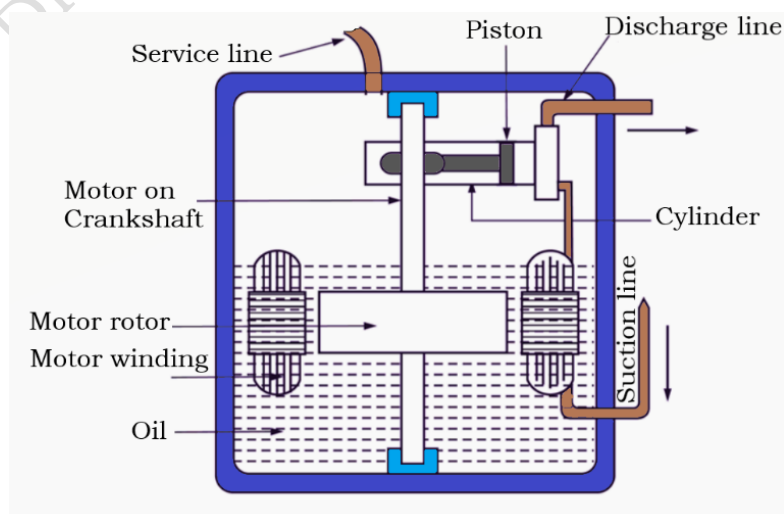 Service line
Piston
Discharge line
Motor on
Crankshaft
Cylinder
Motor rotor
Motor winding
Suction line
Oil